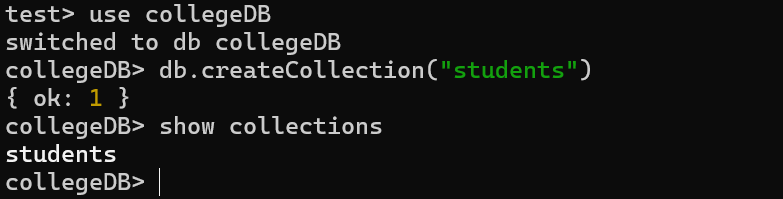 test> use collegeDB
switched to db collegeDB
collegeDB> db.createCollection("students")
{ ok: 1 }
collegeDB> show collections
students
collegeDB>